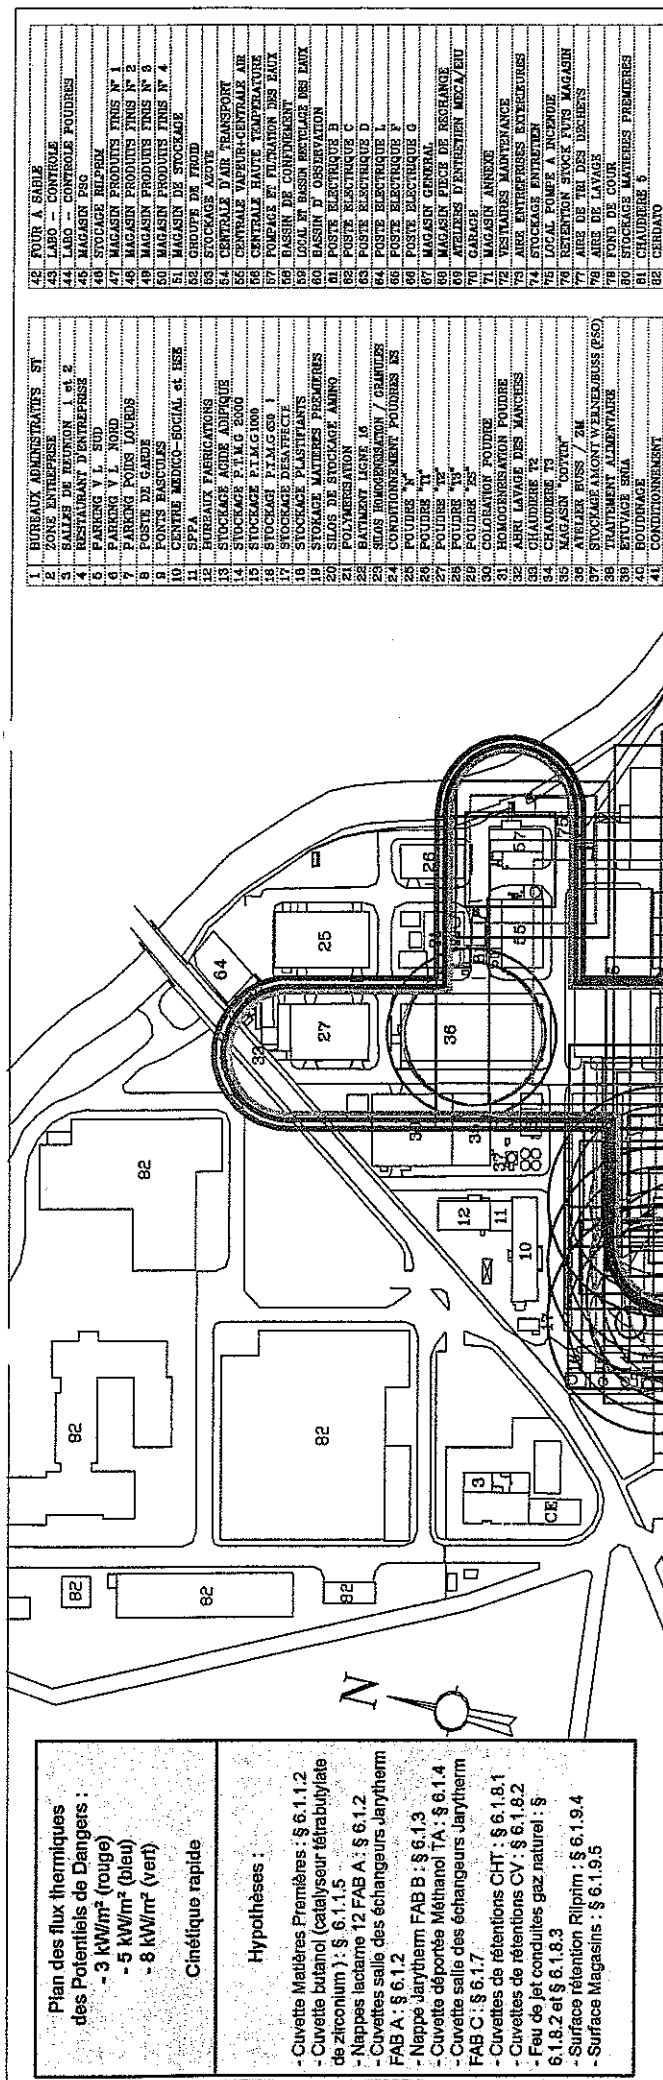 Plan des flux thermiques
des Potentiels de Dangers :
- 3 kW/m² (rouge)
- 5 kW/m² (bleu)
- 8 kW/m² (vert)
Cinétique rapide
Hypothèses :
- Cuvette Matières Premières : § 6.1.1.2
- Cuvette butanol (catalyseur tétrabutylate
de zirconium ) : § 6.1.1.5
- Nappes lactame 12 FAB A : § 6.1.2
- Cuvettes salle des échangeurs Jarytherm
FAB A : § 6.1.2
- Nappe Jarytherm FAB B : § 6.1.3
- Cuvette déportée Méthanol TA : § 6.1.4
- Cuvette salle des échangeurs Jarytherm
FAB C : § 6.1.7
- Cuvettes de rétentions CHT : § 6.1.8.1
- Cuvettes de rétentions CV : § 6.1.8.2
- Feu de jet conduites gaz naturel : §
6.1.8.2 et § 6.1.8.3
- Surface rétention Rilprim : § 6.1.9.4
- Surface Magasins : § 6.1.9.5
N
82
82
82
82
82
82
3
CE
17
10
11
12
37
32
27
36
64
25
26
55
57
75
1 BUREAUX ADMINISTRATIFS ST
2 ZONE ENTREPRISE
3 SALLES DE REUNION 1 et 2
4 RESTAURANT D'ENTREPRISE
5 PARKING V L SUD
6 PARKING V L NORD
7 PARKING POIDS LOURDS
8 POSTE DE GARDE
9 PONTS BASCULES
10 CENTRE MEDICO-SOCIAL et HSE
11 SPPA
12 BUREAUX FABRICATIONS
13 STOCKAGE ACIDE ADIPIQUE
14 STOCKAGE P.T.M.G 2000
15 STOCKAGE P.T.M.G 1000
16 STOCKAGE P.T.M.G 650 1
17 STOCKAGE DESAFFECTE
18 STOCKAGE PLASTIFIANTS
19 STOKAGE MATIERES PREMIERES
20 SILOS DE STOCKAGE AMINO
21 POLYMERISATION
22 BATIMENT LIGNE 16
23 SILOS HOMOGENEISATION / GRANULES
24 CONDITIONNEMENT POUDRES ES
25 POUDRES "N"
26 POUDRES "T1"
27 POUDRES "T2"
28 POUDRES "T3"
29 POUDRE "ES"
30 COLORATION POUDRE
31 HOMOGENEISATION POUDRE
32 ABRI LAVAGE DES MANCHES
33 CHAUDIERE T2
34 CHAUDIERE T3
35 MAGASIN
36 ATELIER BUSS / ZM
37 STOCKAGE AMONT WERNER/BUSS (PSO)
38 TRAITEMENT ALIMENTAIRE
39 ETUVAGE
40 BOUDINAGE
41 CONDITIONNEMENT
42 FOUR A SABLE
43 LABO - CONTROLE
44 LABO - CONTROLE POUDRES
45 MAGASIN PSO
46 STOCAGE RILPRIM
47 MAGASIN PRODUITS FINIS N° 1
48 MAGASIN PRODUITS FINIS N° 2
49 MAGASIN PRODUITS FINIS N° 3
50 MAGASIN PRODUITS FINIS N° 4
51 MAGASIN DE STOCKAGE
52 GROUPE DE FROID
53 STOCKAGE AZOTE
54 CENTRALE D'AIR TRANSPORT
55 CENTRALE VAPEUR+CENTRALE AIR
56 CENTRALE HAUTE TEMPERATURE
57 POMPAGE ET FILTRATION DES EAUX
58 BASSIN DE CONFINEMENT
59 LOCAL ET BASSIN RECYCLAGE DES EAUX
60 BASSIN D' OBSERVATION
61 POSTE ELECTRIQUE B
62 POSTE ELECTRIQUE C
63 POSTE ELECTRIQUE D
64 POSTE ELECTRIQUE L
65 POSTE ELECTRIQUE F
66 POSTE ELECTRIQUE G
67 MAGASIN GENERAL
68 MAGASIN PIECE DE RECHANGE
69 ATELIERS D'ENTRETIEN MECA/EIU
70 GARAGE
71 MAGASIN ANNEXE
72 VESTIAIRES MAINTENANCE
73 AIRE ENTREPRISES EXTERIEURES
74 STOCKAGE ENTRETIEN
75 LOCAL POMPE A INCENDIE
76 RETENTION STOCK FUTS MAGASIN
77 AIRE DE TRI DES DECHETS
78 AIRE DE LAVAGE
79 FOND DE COUR
80 STOCKAGE MATIERES PREMIERES
81 CHAUDIERE 5
82 CERDATO